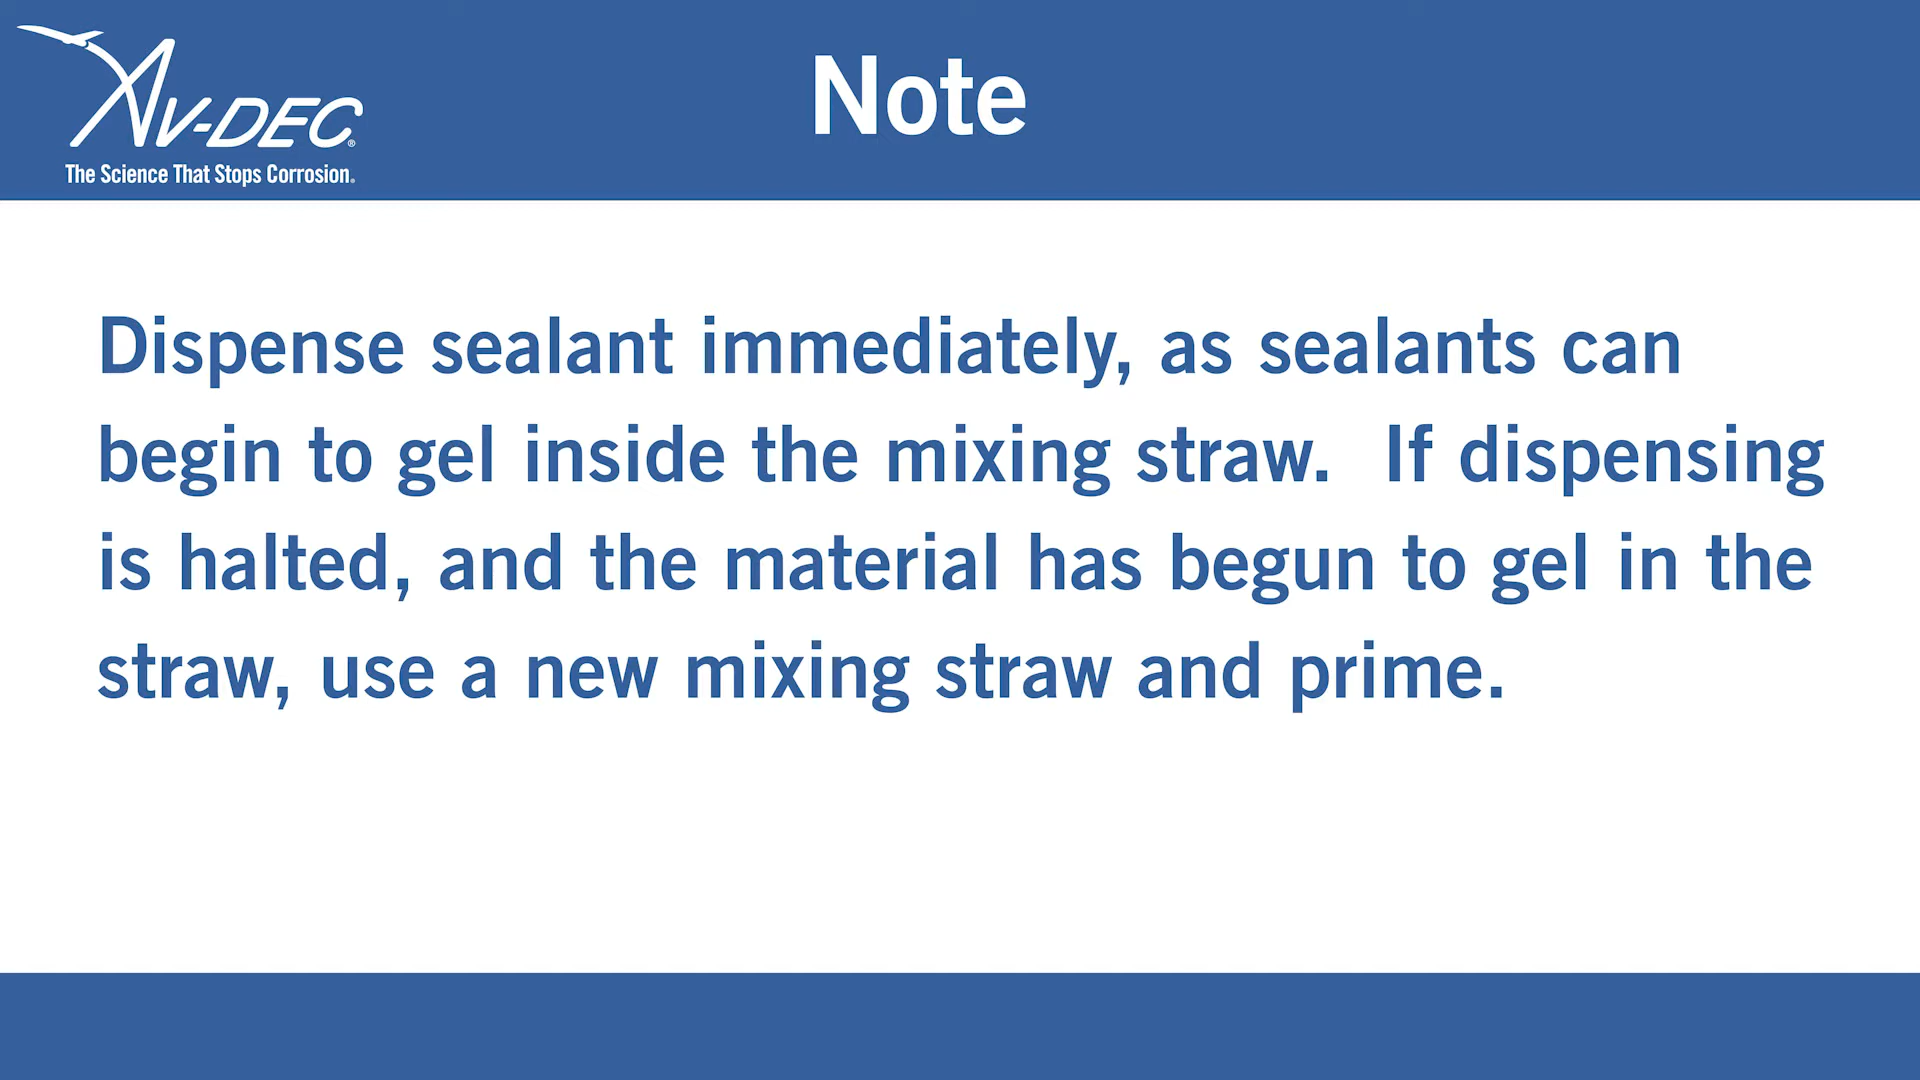 AV-DEC®
The Science That Stops Corrosion®
Note
Dispense sealant immediately, as sealants can
begin to gel inside the mixing straw.  If dispensing
is halted, and the material has begun to gel in the
straw, use a new mixing straw and prime.